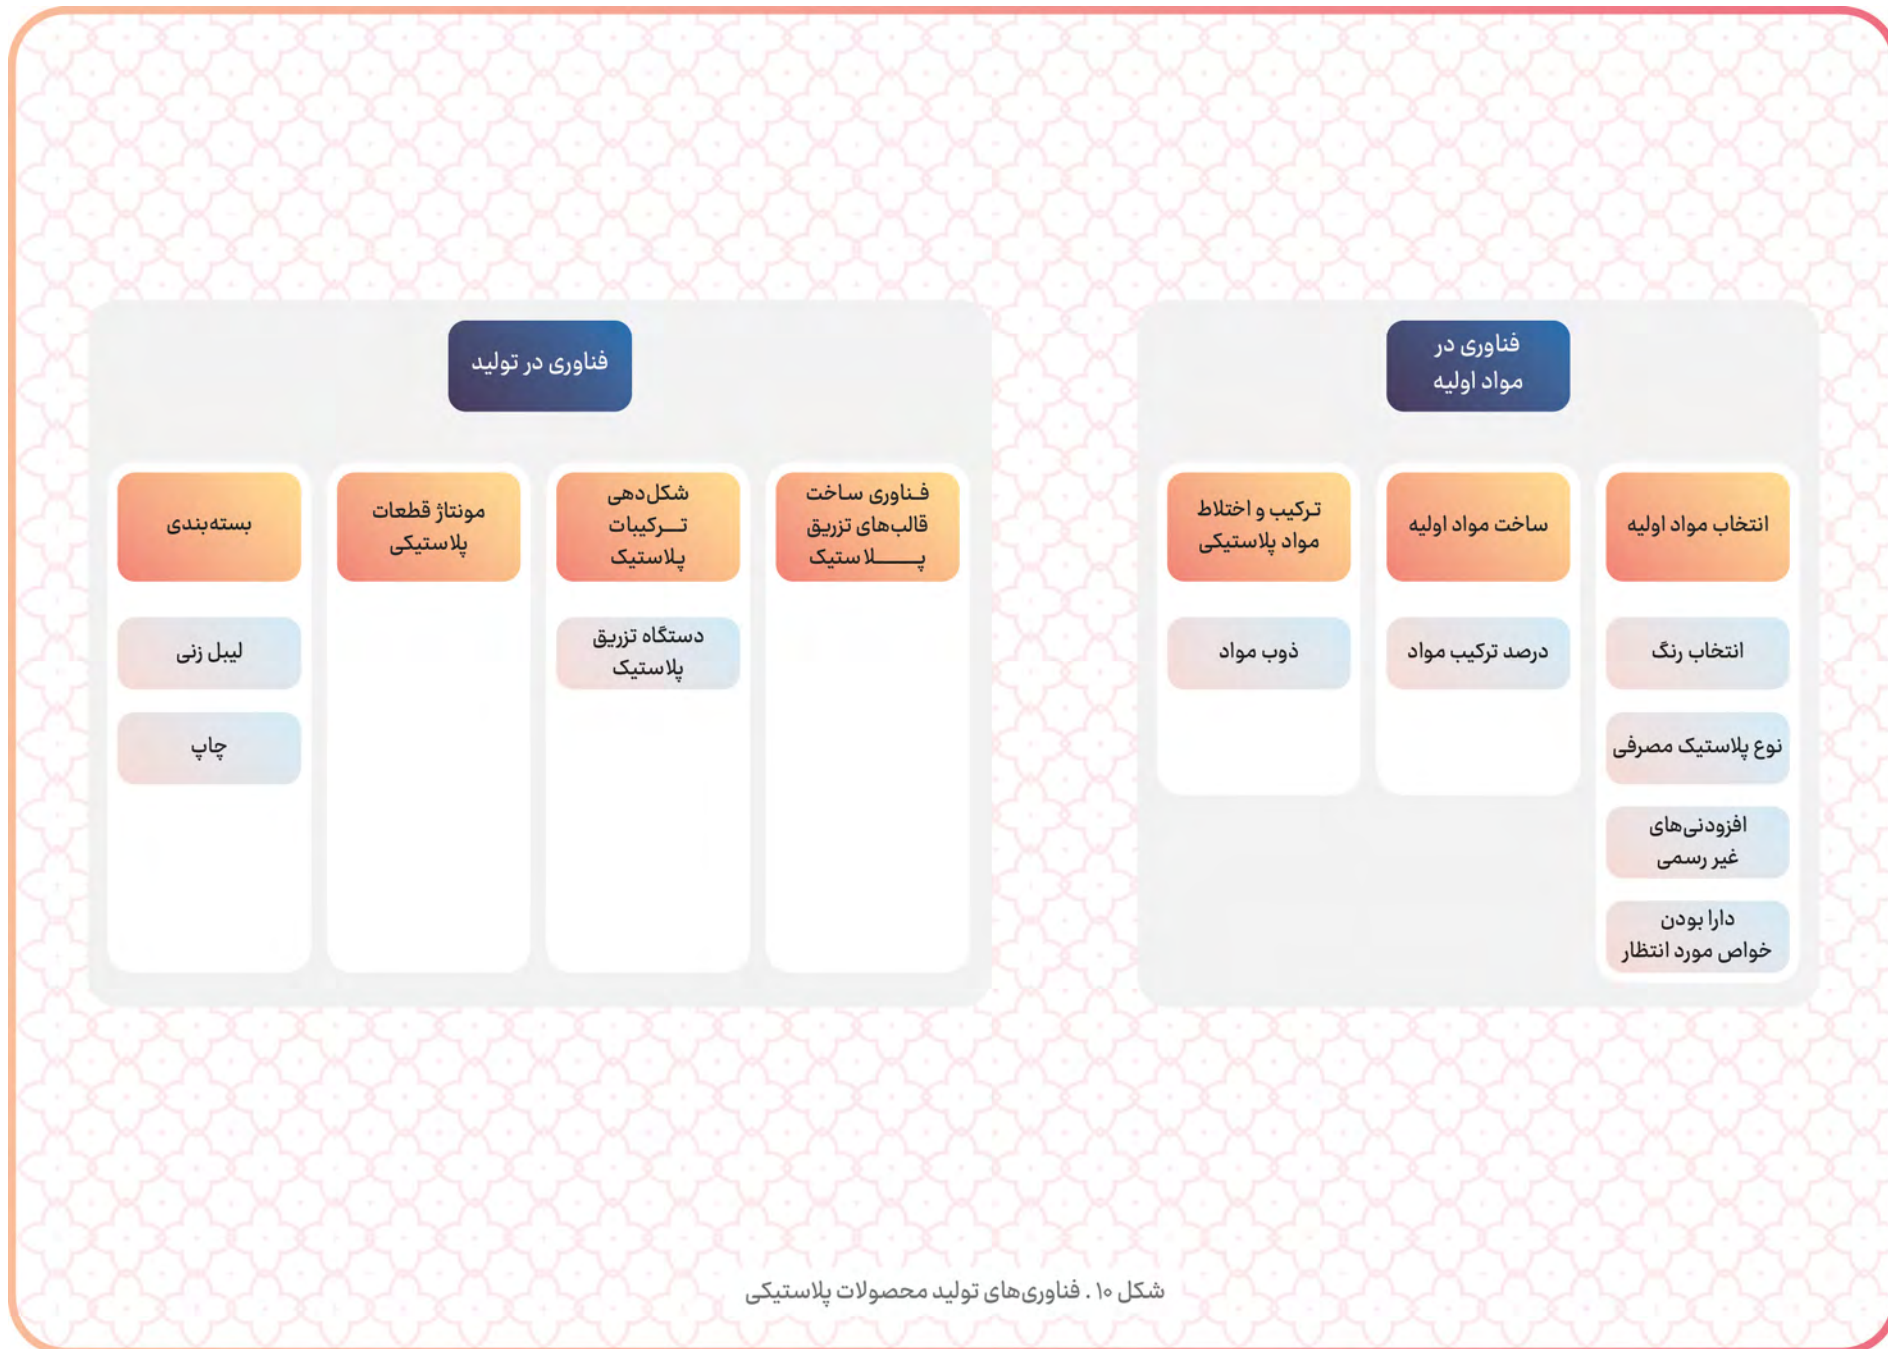 فناوری در
مواد اولیه
انتخاب مواد اولیه
انتخاب رنگ
نوع پلاستیک مصرفی
افزودنی‌های
غیر رسمی
دارا بودن
خواص مورد انتظار
ساخت مواد اولیه
درصد ترکیب مواد
ترکیب و اختلاط
مواد پلاستیکی
ذوب مواد
فناوری در تولید
فـناوری ساخت
قالب‌های تزریق
پـــــلاستیک
شکل‌دهی
تــرکیبات
پلاستیک
دستگاه تزریق
پلاستیک
مونتاژ قطعات
پلاستیکی
بسته‌بندی
لیبل زنی
چاپ
شکل ۱۰ . فناوری‌های تولید محصولات پلاستیکی